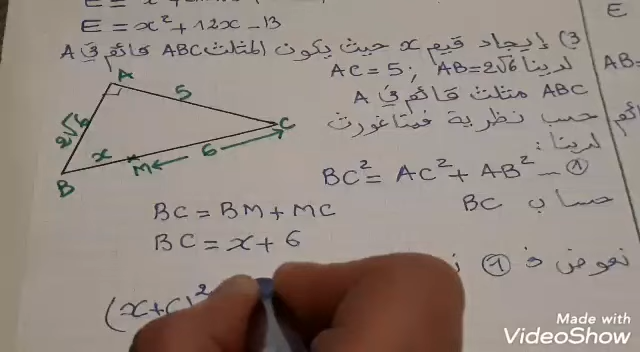 E = x² + 12x - 13
E
3) إيجاد قيم x حيث يكون المثلث ABC قائم في A
لدينا AB=2√6 ; AC=5
AB=
ABC مثلث قائم في A
حسب نظرية فيتاغورث
لدينا:
BC² = AC² + AB² — ①
حساب BC
BC = BM + MC
BC = x + 6
نعوض في ①
(x+6)²
A
5
2√6
x
M
6
C
B
Made with
VideoShow